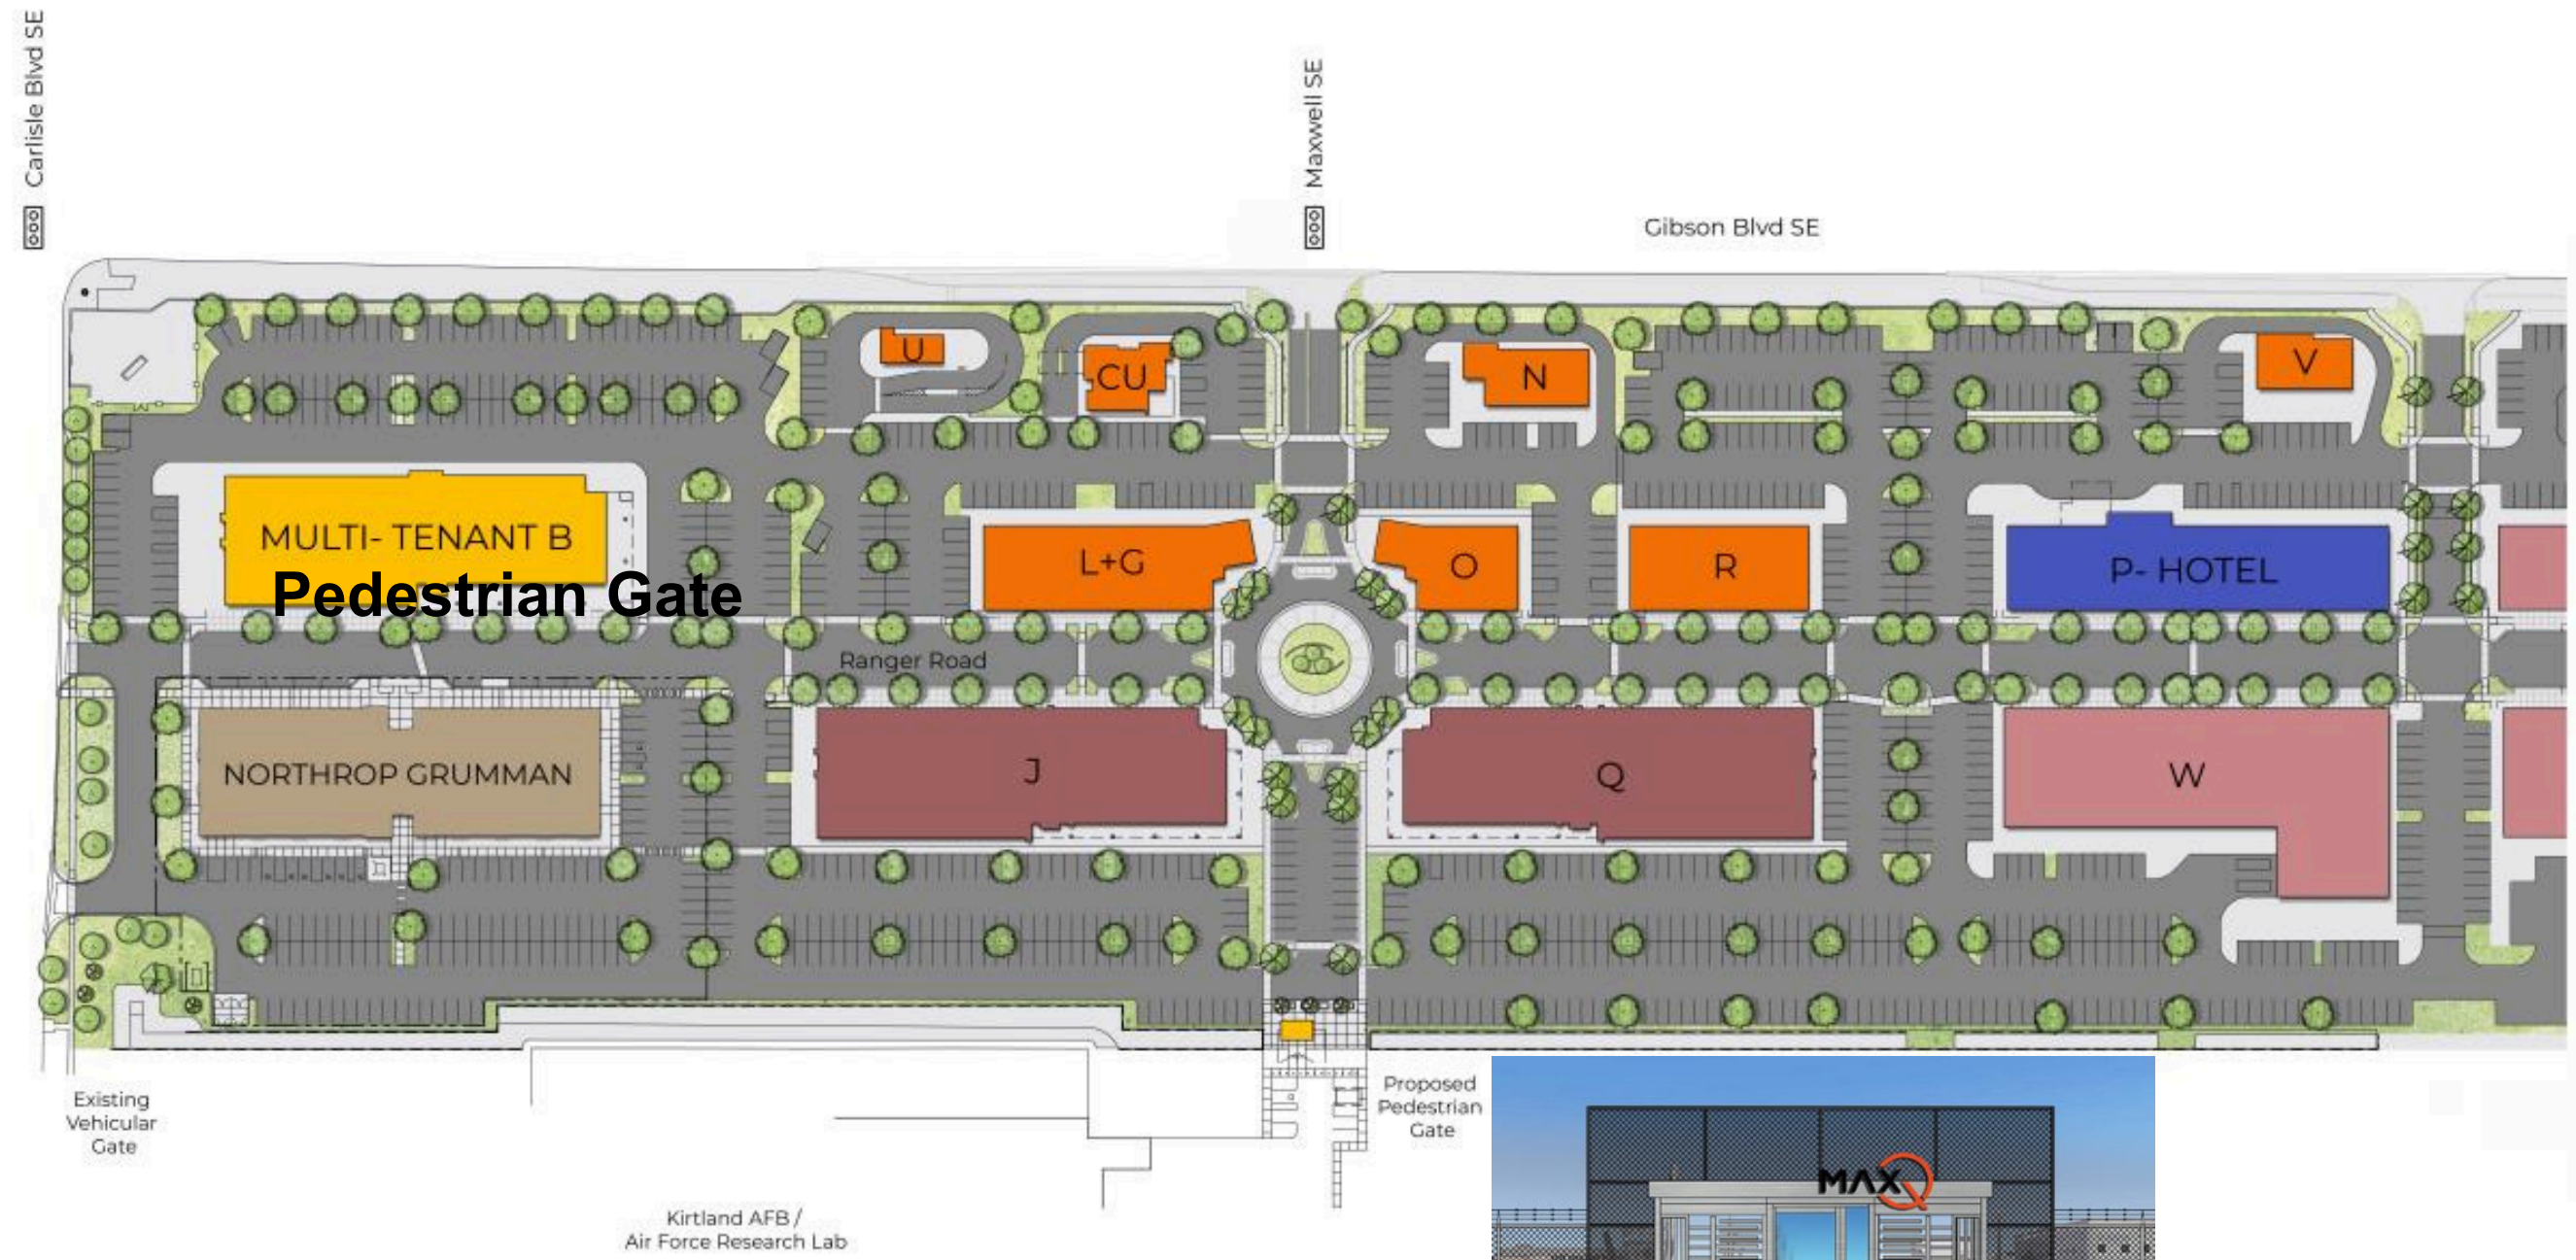 Carlisle Blvd SE
Maxwell SE
Gibson Blvd SE
U
CU
N
V
MULTI- TENANT B
L+G
O
R
P- HOTEL
Pedestrian Gate
Ranger Road
NORTHROP GRUMMAN
J
Q
W
Existing
Vehicular
Gate
Proposed
Pedestrian
Gate
Kirtland AFB /
Air Force Research Lab
MAXQ